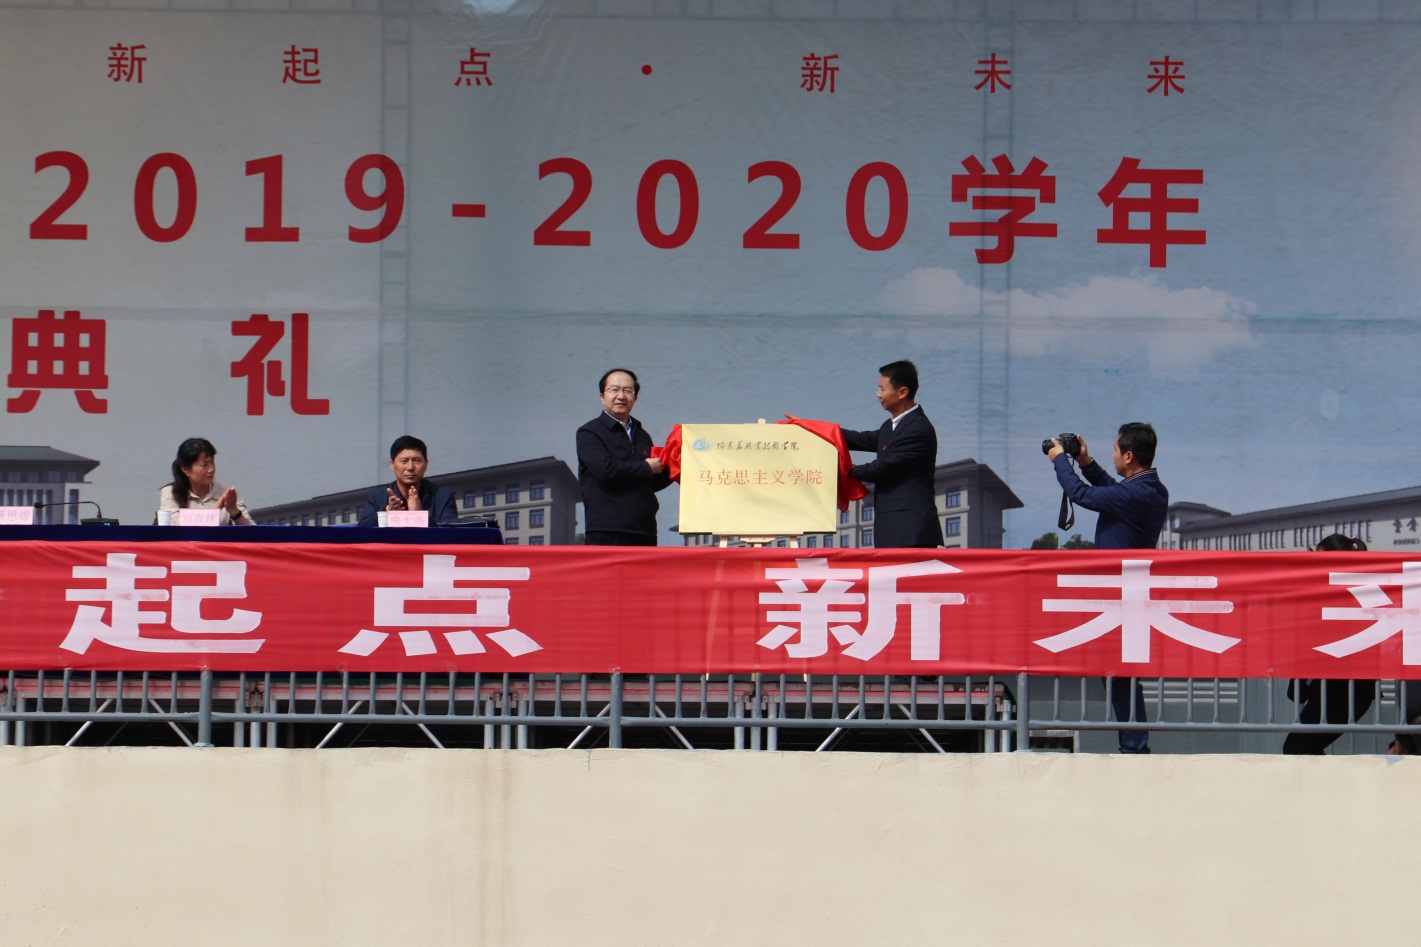 新起点·新未来
2019-2020学年
典礼
马克思主义学院
起点 新未来